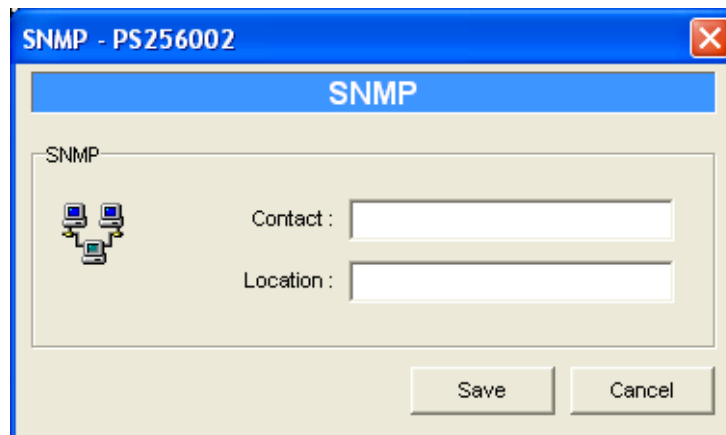 SNMP - PS256002
SNMP
SNMP
Contact :
Location :
Save Cancel